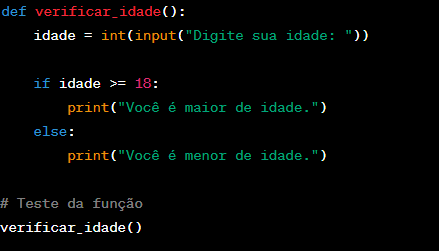 def verificar_idade():
    idade = int(input("Digite sua idade: "))
    if idade >= 18:
        print("Você é maior de idade.")
    else:
        print("Você é menor de idade.")
# Teste da função
verificar_idade()